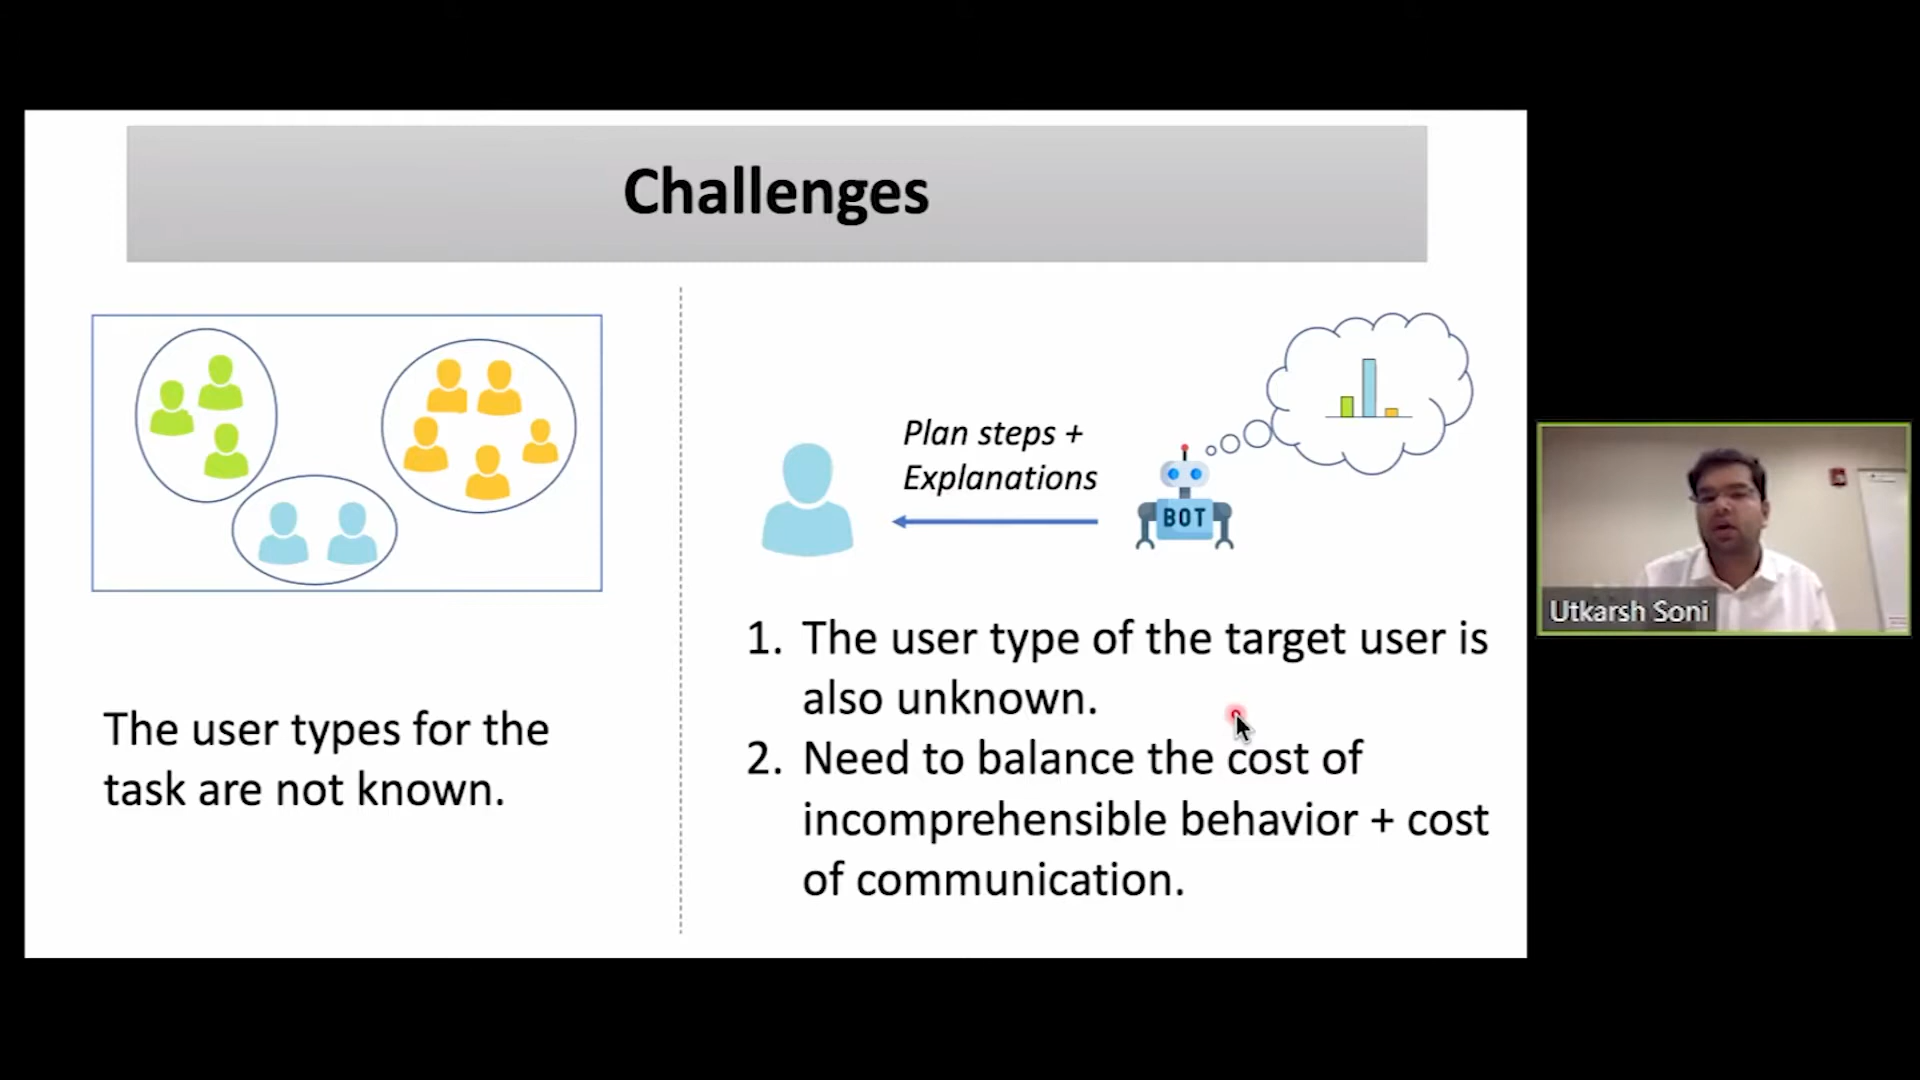 Challenges
The user types for the
task are not known.
Plan steps +
Explanations
BOT
1. The user type of the target user is
also unknown.
2. Need to balance the cost of
incomprehensible behavior + cost
of communication.
Utkarsh Soni